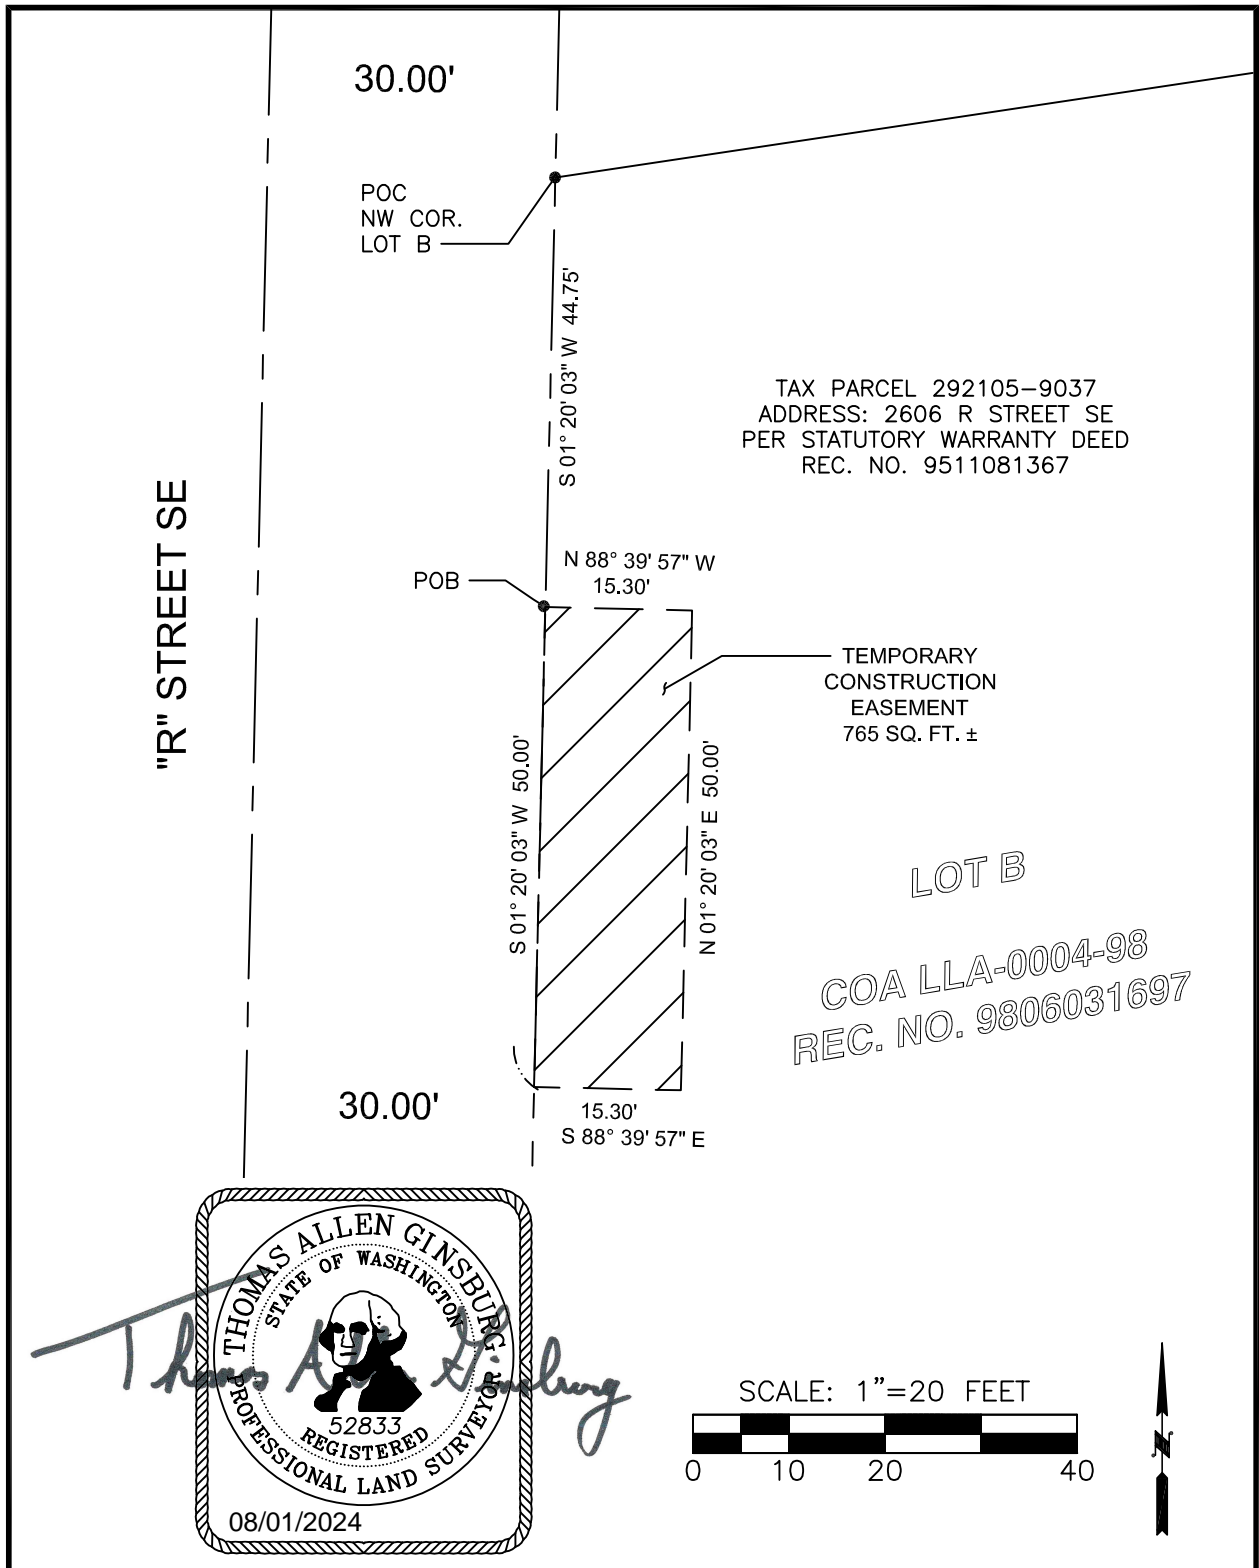 30.00'
POC
NW COR.
LOT B
S 01° 20' 03" W 44.75'
TAX PARCEL 292105-9037
ADDRESS: 2606 R STREET SE
PER STATUTORY WARRANTY DEED
REC. NO. 9511081367
"R" STREET SE
N 88° 39' 57" W
15.30'
POB
TEMPORARY
CONSTRUCTION
EASEMENT
765 SQ. FT. ±
S 01° 20' 03" W 50.00'
N 01° 20' 03" E 50.00'
LOT B
COA LLA-0004-98
REC. NO. 9806031697
30.00'
15.30'
S 88° 39' 57" E
THOMAS ALLEN GINSBURG
STATE OF WASHINGTON
Thomas Allen Ginsburg
52833
REGISTERED
PROFESSIONAL LAND SURVEYOR
08/01/2024
SCALE: 1"=20 FEET
0 10 20 40
N